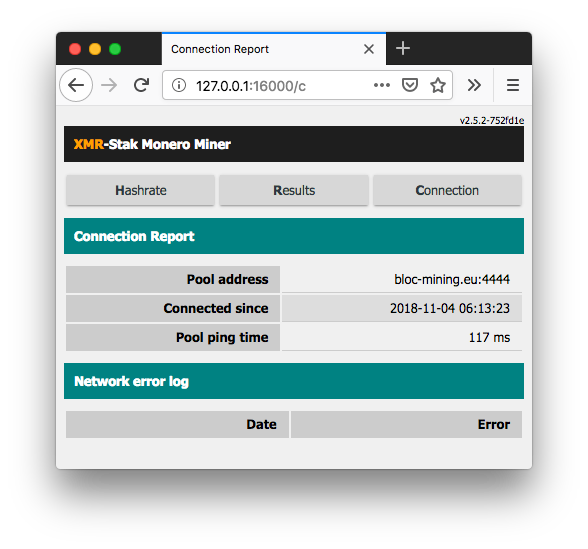 Connection Report
127.0.0.1:16000/c
v2.5.2-752fd1e
XMR-Stak Monero Miner
Hashrate Results Connection
Connection Report
Pool address bloc-mining.eu:4444
Connected since 2018-11-04 06:13:23
Pool ping time 117 ms
Network error log
Date Error